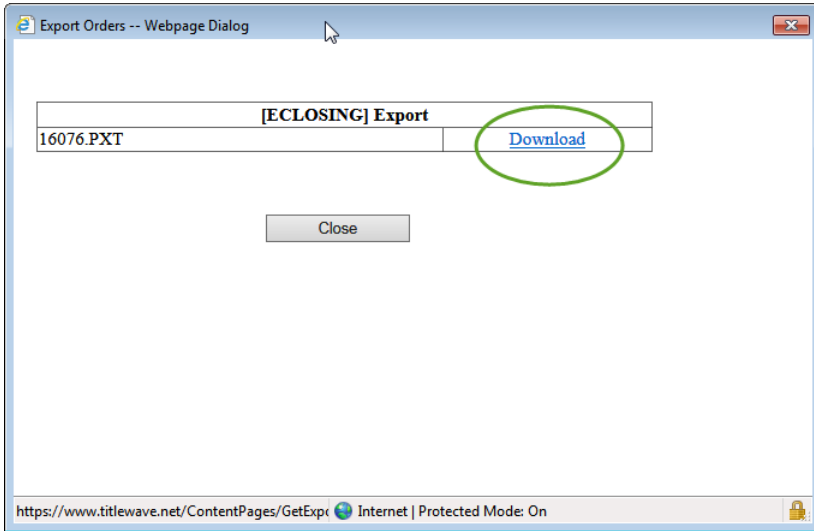 Export Orders -- Webpage Dialog
[ECLOSING] Export
16076.PXT Download
Close
https://www.titlewave.net/ContentPages/GetExpo Internet | Protected Mode: On